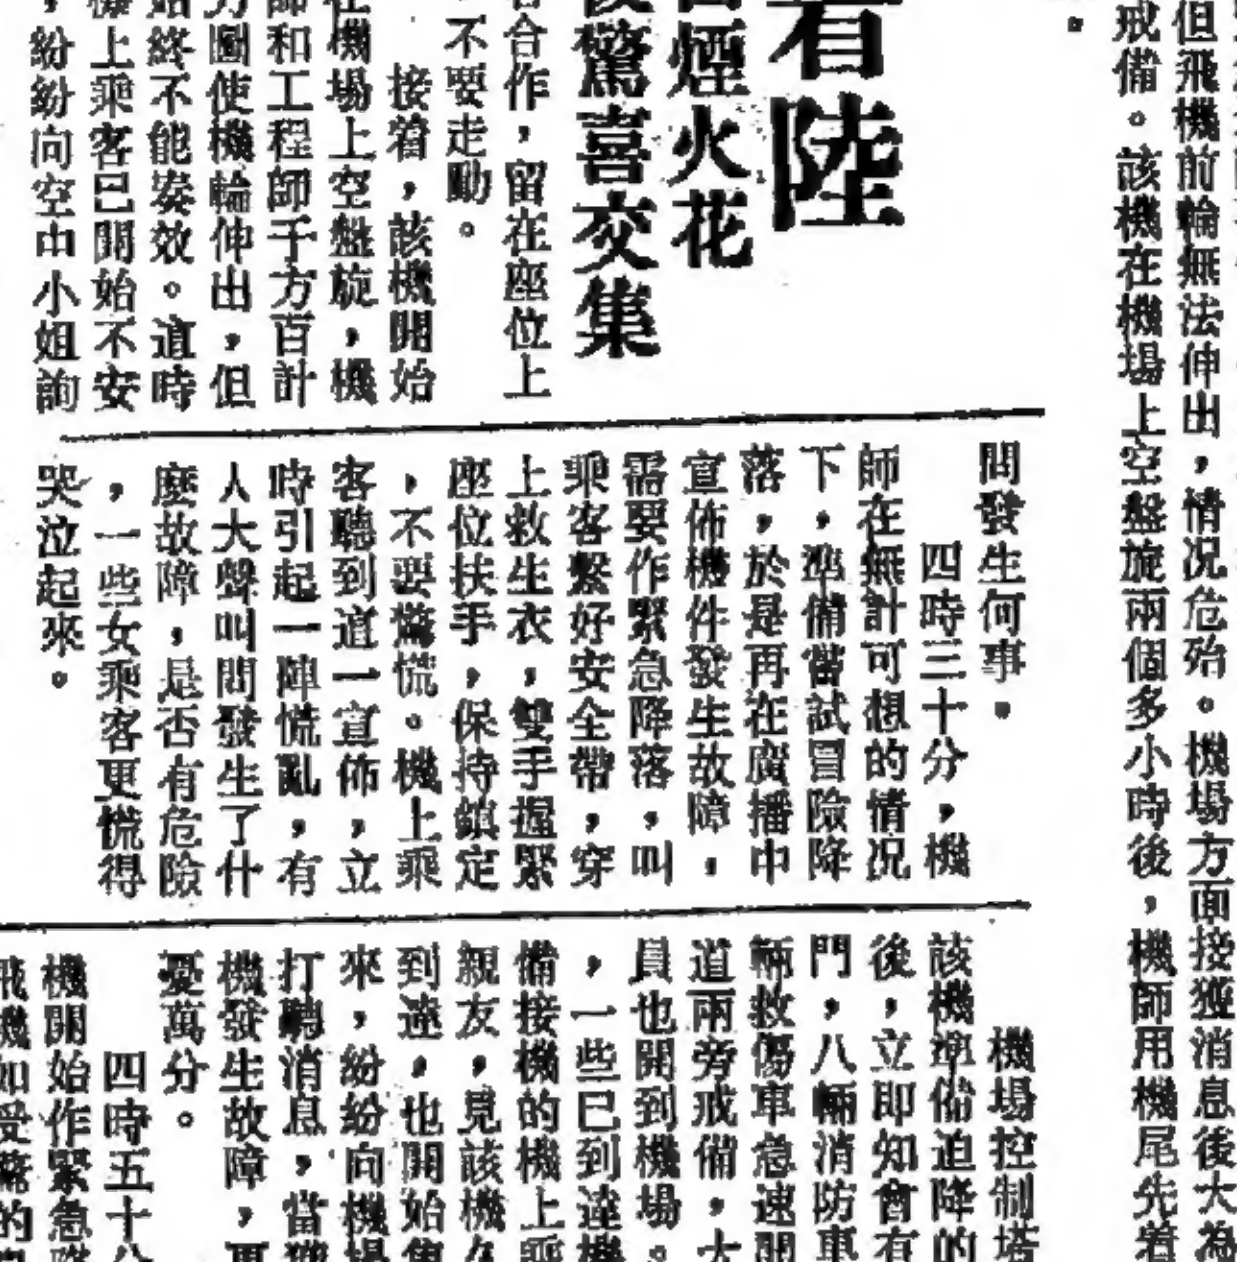 但飛機前輪無法伸出，情况危殆。機場方面接獲消息後大為
戒備。該機在機場上空盤旋兩個多小時後，機師用機尾先着
。
着陸
煙火花
驚喜交集
合作，留在座位上
不要走動。
接着，該機開始
在機場上空盤旋，機
師和工程師千方百計
力圖使機輪伸出，但
始終不能奏效。這時
機上乘客已開始不安
，紛紛向空中小姐詢
問發生何事。
四時三十分，機
師在無計可想的情况
下，準備嘗試冒險降
落，於是再在廣播中
宣佈機件發生故障，
需要作緊急降落，叫
乘客繫好安全帶，穿
上救生衣，雙手握緊
座位扶手，保持鎮定
，不要驚慌。機上乘
客聽到這一宣佈，立
時引起一陣慌亂，有
人大聲叫問發生了什
麼故障，是否有危險
，一些女乘客更慌得
哭泣起來。
機場控制塔
該機準備迫降的
後，立即知會有
門，八輛消防車
輛救傷車急速開
道兩旁戒備，大
員也開到機場。
，一些已到達機
備接機的機上乘
親友，見該機
到達，也開始焦
來，紛紛向機場
打聽消息，當獲
機發生故障，更
憂萬分。
四時五十分
機開始作緊急降
飛機如受傷的